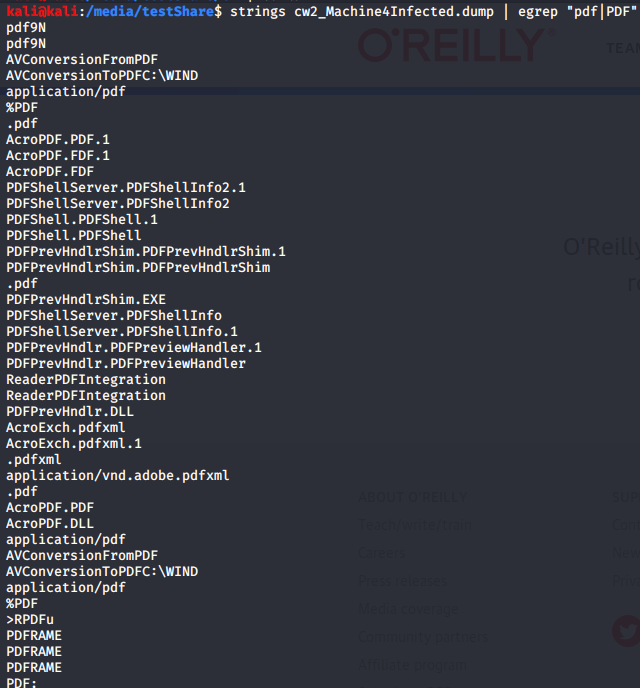 kali@kali:/media/testShare$ strings cw2_Machine4Infected.dump | egrep "pdf|PDF"
pdf9N
pdf9N
AVConversionFromPDF
AVConversionToPDFC:\WIND
application/pdf
%PDF
.pdf
AcroPDF.PDF.1
AcroPDF.FDF.1
AcroPDF.FDF
PDFShellServer.PDFShellInfo2.1
PDFShellServer.PDFShellInfo2
PDFShell.PDFShell.1
PDFShell.PDFShell
PDFPrevHndlrShim.PDFPrevHndlrShim.1
PDFPrevHndlrShim.PDFPrevHndlrShim
.pdf
PDFPrevHndlrShim.EXE
PDFShellServer.PDFShellInfo
PDFShellServer.PDFShellInfo.1
PDFPrevHndlr.PDFPreviewHandler.1
PDFPrevHndlr.PDFPreviewHandler
ReaderPDFIntegration
ReaderPDFIntegration
PDFPrevHndlr.DLL
AcroExch.pdfxml
AcroExch.pdfxml.1
.pdfxml
application/vnd.adobe.pdfxml
.pdf
AcroPDF.PDF
AcroPDF.DLL
application/pdf
AVConversionFromPDF
AVConversionToPDFC:\WIND
application/pdf
%PDF
>RPDFu
PDFRAME
PDFRAME
PDFRAME
PDF:
O'REILLY
TEA
O'Reilly
ABOUT O'REILLY
Teach/write/train
Careers
Press releases
Media coverage
Community partners
Affiliate program
SUP